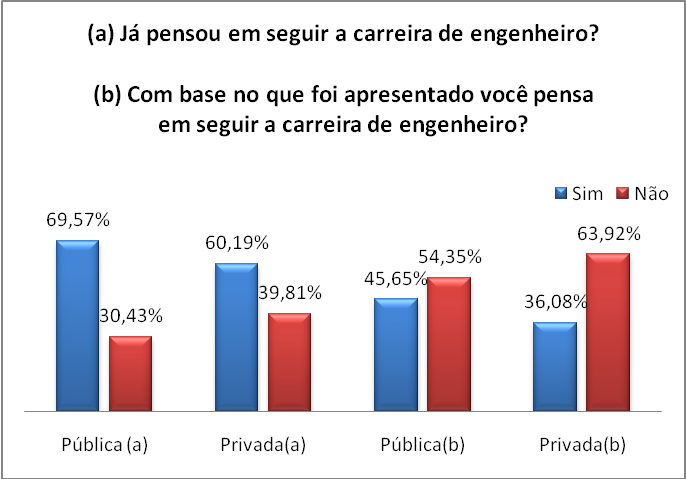 (a) Já pensou em seguir a carreira de engenheiro?
(b) Com base no que foi apresentado você pensa
em seguir a carreira de engenheiro?
Sim Não
69,57% 30,43% 60,19% 39,81% 45,65% 54,35% 36,08% 63,92%
Pública (a) Privada(a) Pública(b) Privada(b)